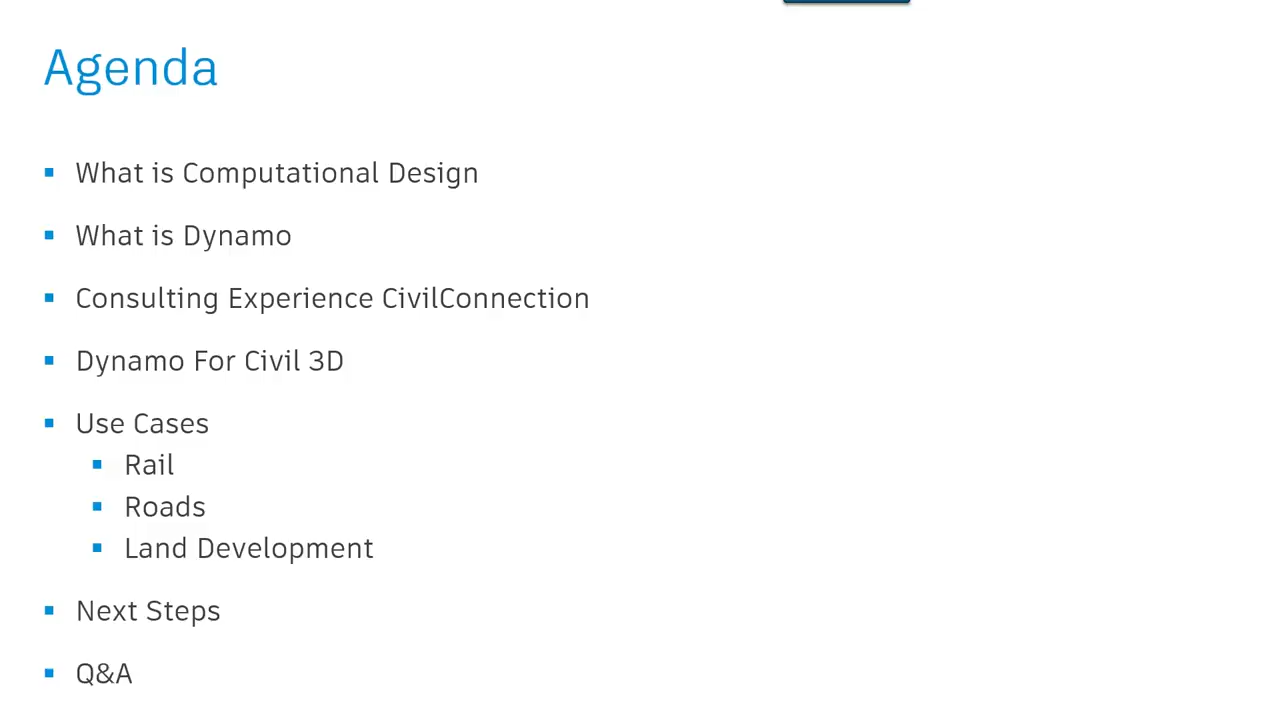 Agenda
What is Computational Design
What is Dynamo
Consulting Experience CivilConnection
Dynamo For Civil 3D
Use Cases
Rail
Roads
Land Development
Next Steps
Q&A